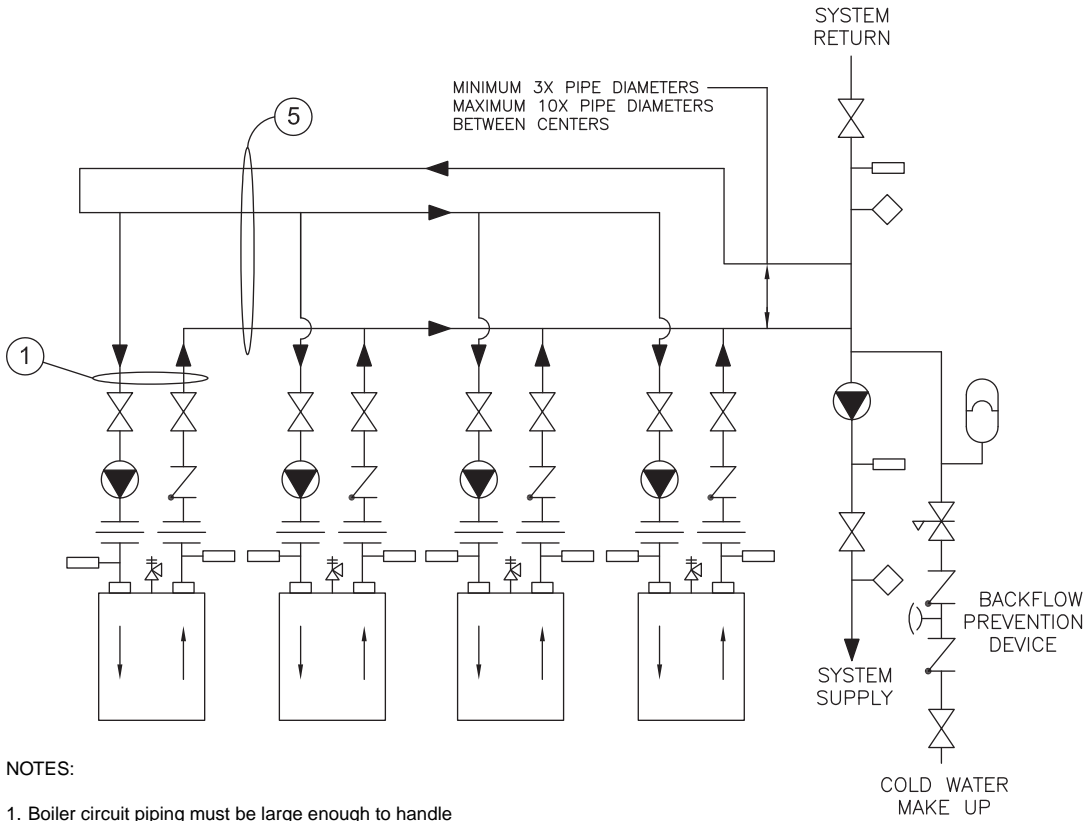 SYSTEM
RETURN
MINIMUM 3X PIPE DIAMETERS
MAXIMUM 10X PIPE DIAMETERS
BETWEEN CENTERS
5
1
BACKFLOW
PREVENTION
DEVICE
SYSTEM
SUPPLY
COLD WATER
MAKE UP
NOTES:
1. Boiler circuit piping must be large enough to handle